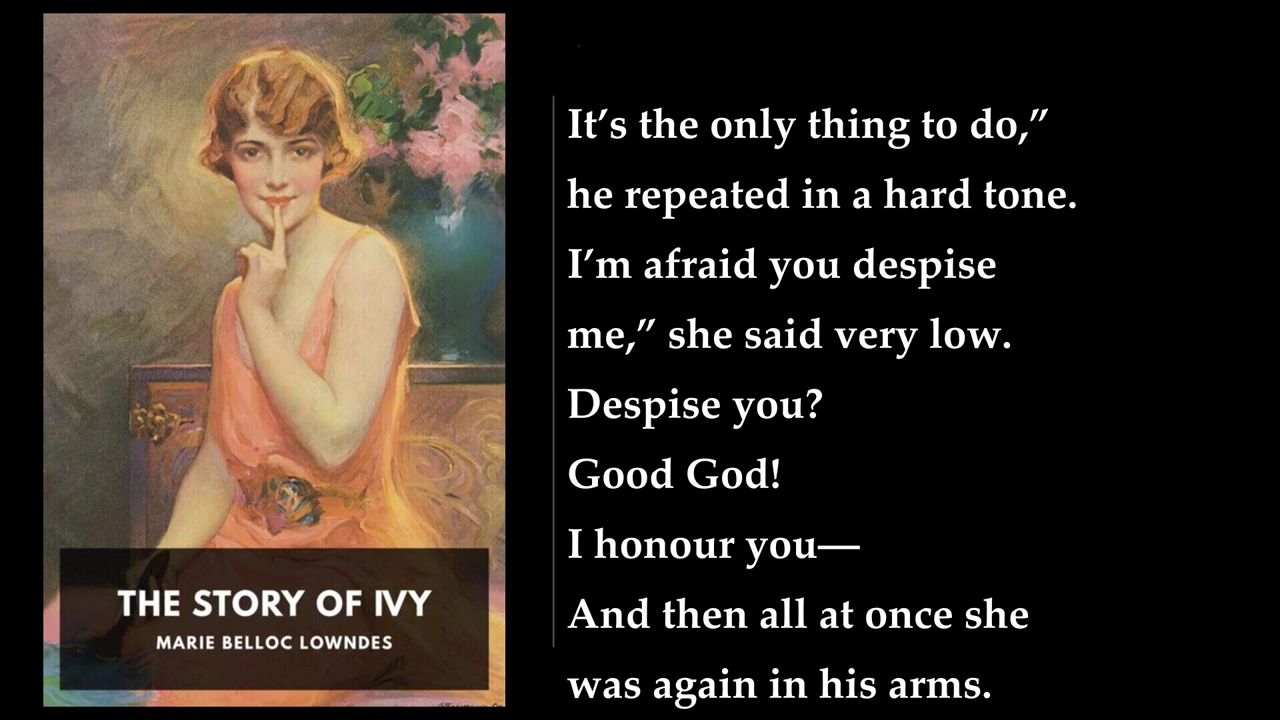 THE STORY OF IVY
MARIE BELLOC LOWNDES
It’s the only thing to do,”
he repeated in a hard tone.
I’m afraid you despise
me,” she said very low.
Despise you?
Good God!
I honour you—
And then all at once she
was again in his arms.